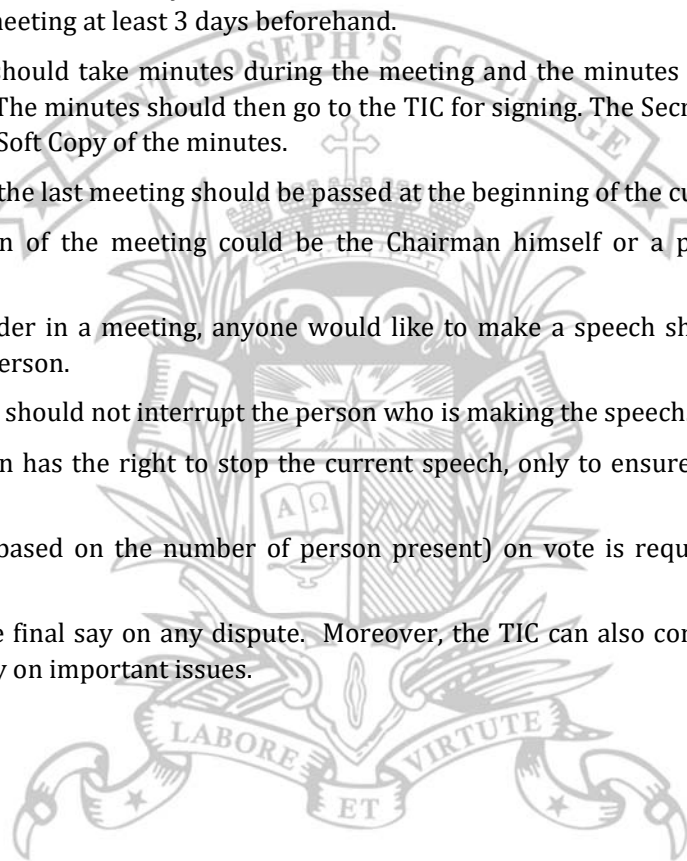 meeting at least 3 days beforehand.
SAINT JOSEPH'S COLLEGE
should take minutes during the meeting and the minutes
The minutes should then go to the TIC for signing. The Secr
Soft Copy of the minutes.
the last meeting should be passed at the beginning of the cu
n of the meeting could be the Chairman himself or a p
der in a meeting, anyone would like to make a speech sh
erson.
should not interrupt the person who is making the speech.
n has the right to stop the current speech, only to ensure
A Ω
based on the number of person present) on vote is requ
e final say on any dispute. Moreover, the TIC can also con
y on important issues.
LABORE ET VIRTUTE